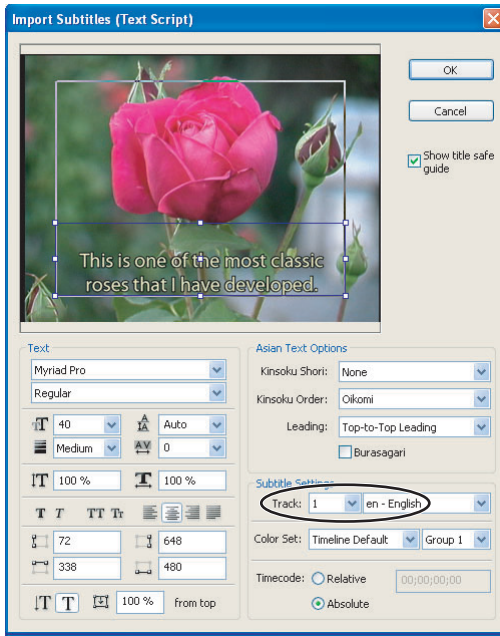 Import Subtitles (Text Script)
OK
Cancel
Show title safe
guide
This is one of the most classic
roses that I have developed.
Text
Myriad Pro
Regular
40
Auto
Medium
0
100 %
100 %
T T TT Tr
72
648
338
480
T T
100 %
from top
Asian Text Options
Kinsoku Shori:
None
Kinsoku Order:
Oikomi
Leading:
Top-to-Top Leading
Burasagari
Subtitle Settings
Track:
1
en - English
Color Set:
Timeline Default
Group 1
Timecode:
Relative
00;00;00;00
Absolute